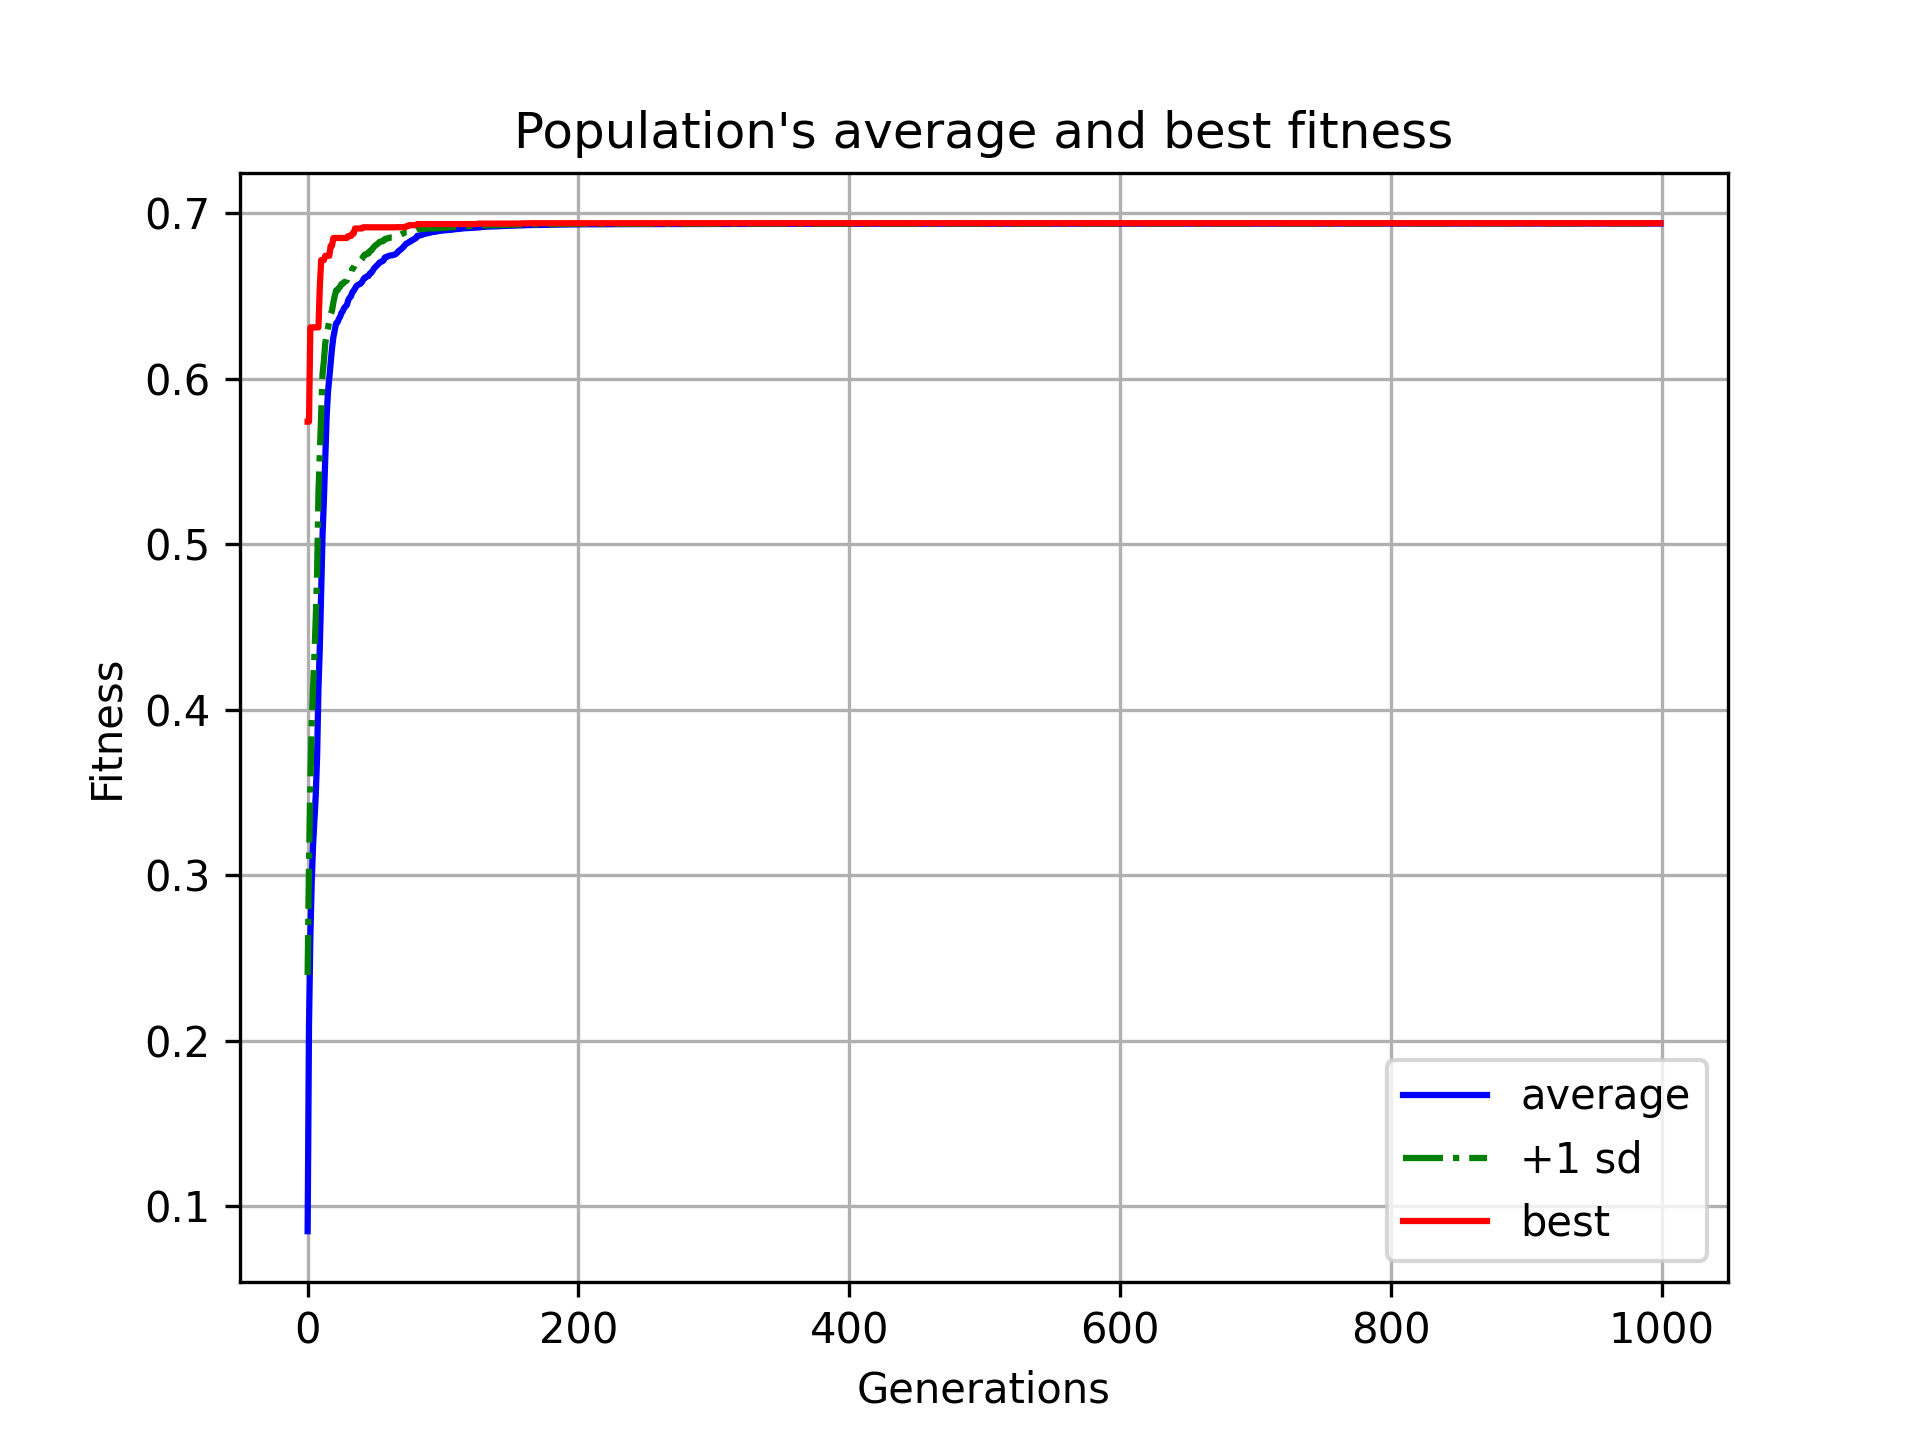 Population's average and best fitness
0.7
0.6
0.5
0.4
0.3
0.2
0.1
Fitness
0 200 400 600 800 1000
Generations
average
+1 sd
best